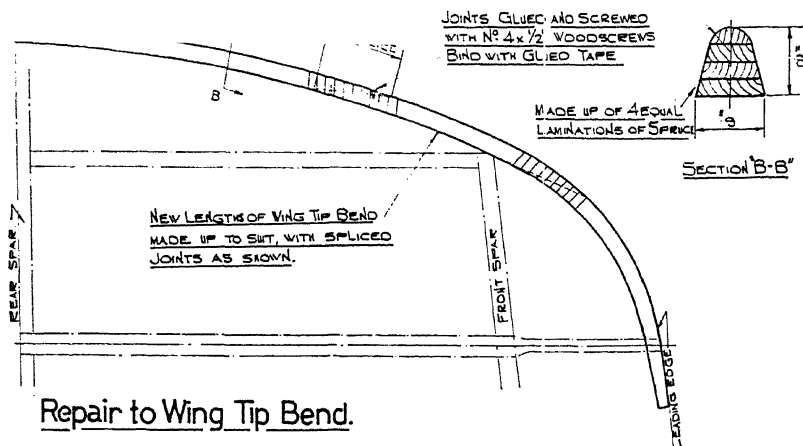 JOINTS GLUED AND SCREWED
WITH Nº 4 x 1/2" WOODSCREWS
BIND WITH GLUED TAPE
MADE UP OF 4 EQUAL
LAMINATIONS OF SPRUCE
SECTION "B-B"
B
NEW LENGTHS OF WING TIP BEND
MADE UP TO SUIT, WITH SPLICED
JOINTS AS SHOWN.
REAR SPAR
FRONT SPAR
EADING EDGE
Repair to Wing Tip Bend.